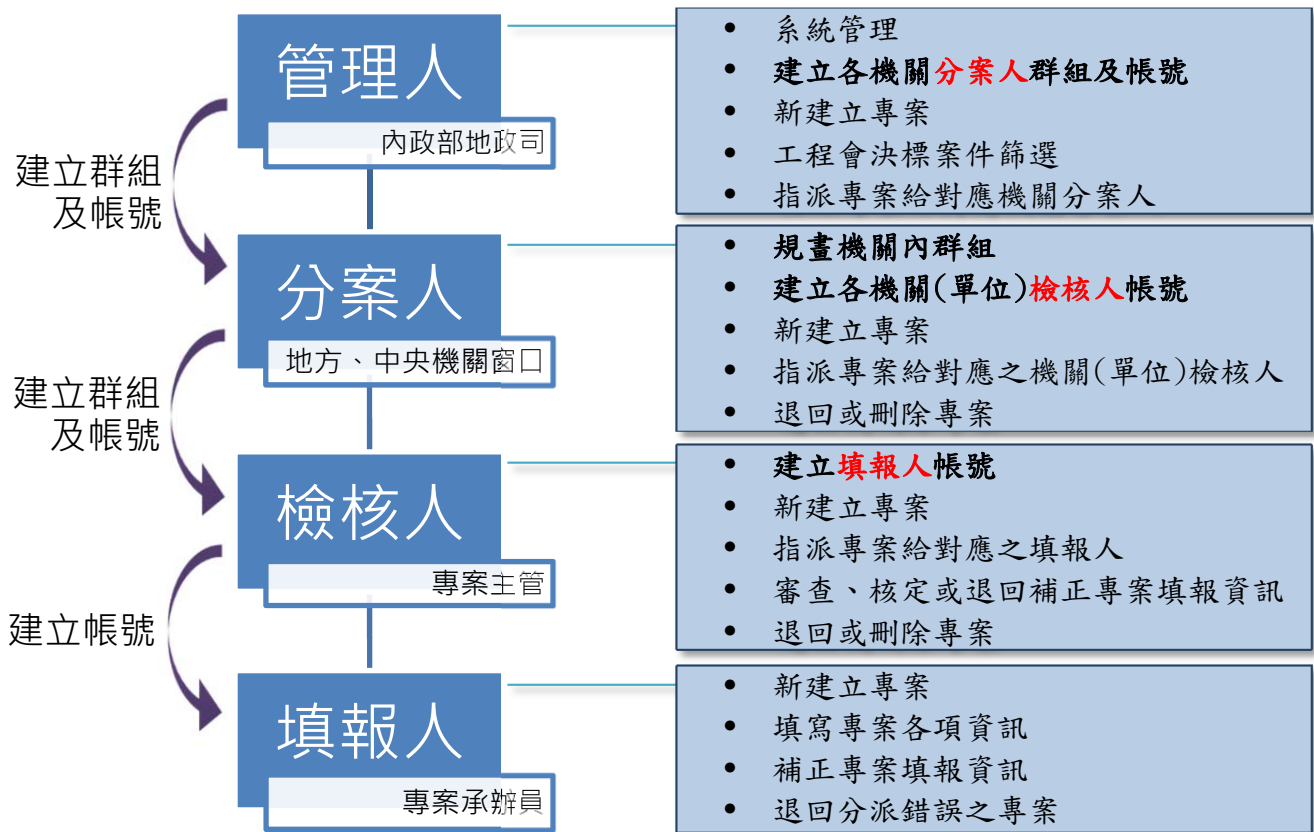 管理人
內政部地政司
• 系統管理
• 建立各機關分案人群組及帳號
• 新建立專案
• 工程會決標案件篩選
• 指派專案給對應機關分案人
建立群組
及帳號
分案人
地方、中央機關窗口
• 規畫機關內群組
• 建立各機關(單位)檢核人帳號
• 新建立專案
• 指派專案給對應之機關(單位)檢核人
• 退回或刪除專案
建立群組
及帳號
檢核人
專案主管
• 建立填報人帳號
• 新建立專案
• 指派專案給對應之填報人
• 審查、核定或退回補正專案填報資訊
• 退回或刪除專案
建立帳號
填報人
專案承辦員
• 新建立專案
• 填寫專案各項資訊
• 補正專案填報資訊
• 退回分派錯誤之專案